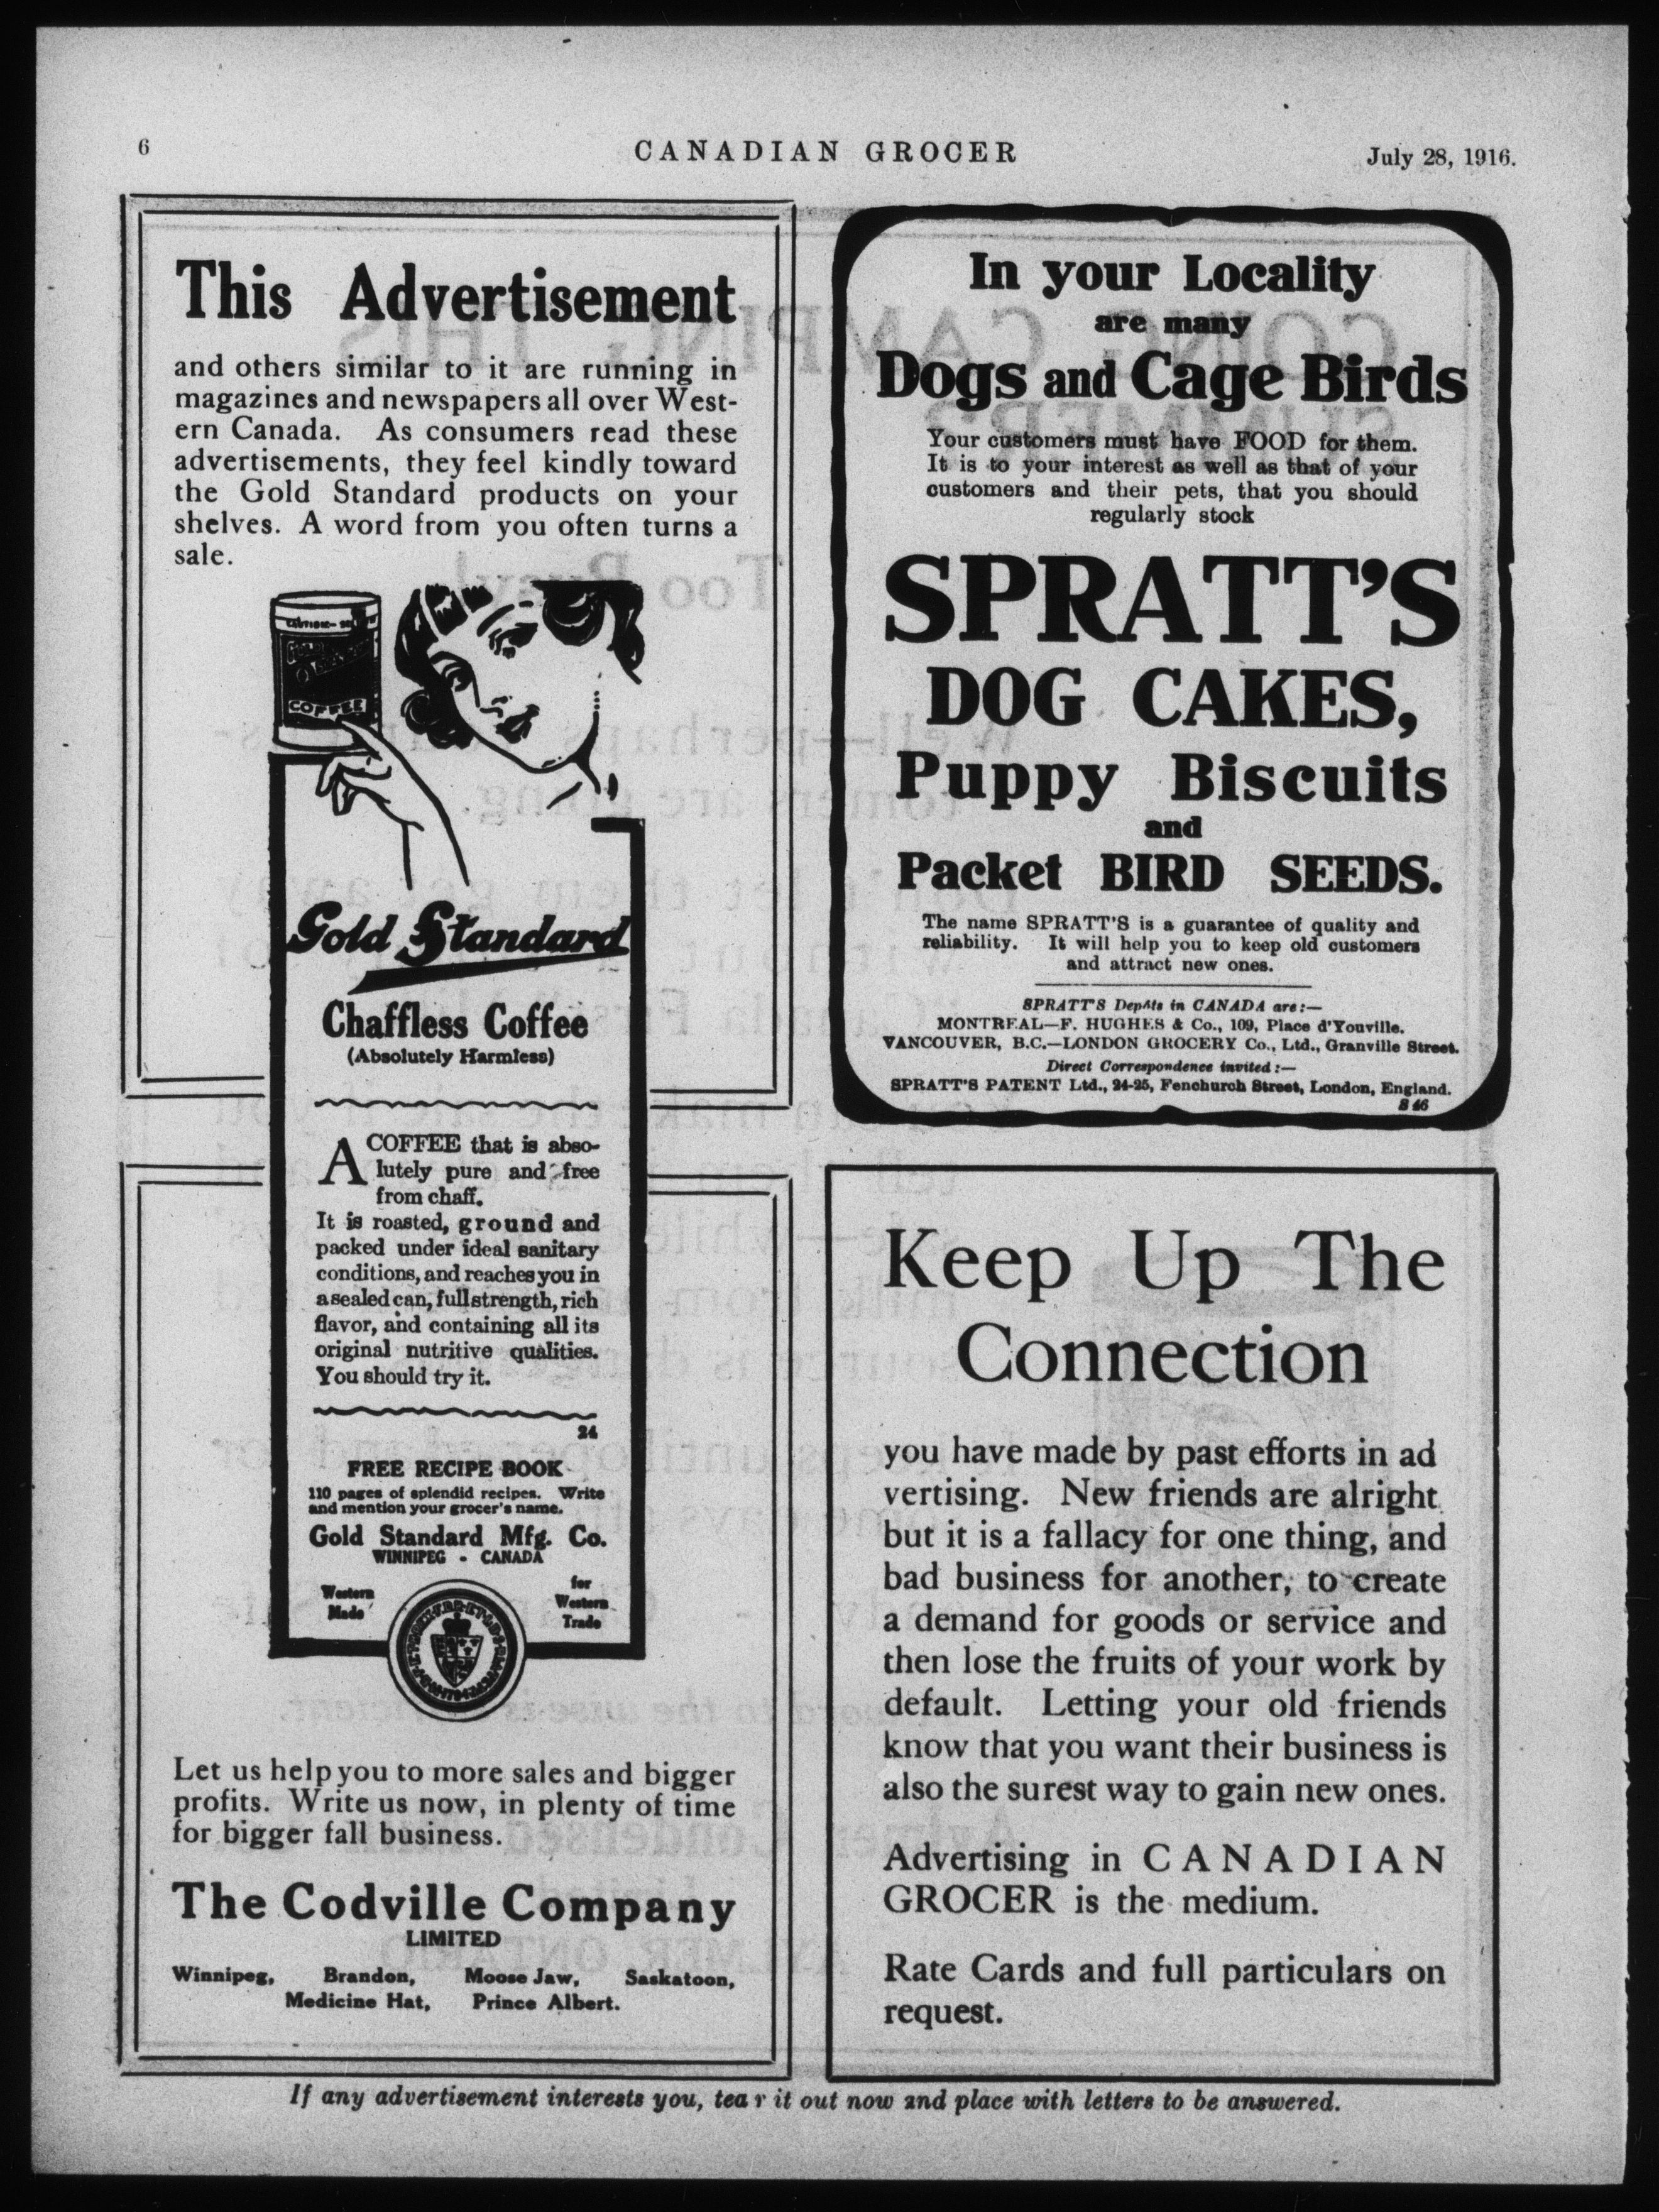 6
CANADIAN GROCER
July 28, 1916.
This Advertisement
and others similar to it are running in
magazines and newspapers all over West-
ern Canada. As consumers read these
advertisements, they feel kindly toward
the Gold Standard products on your
shelves. A word from you often turns a
sale.
CAUTION
COFFEE
Gold Standard
Chaffless Coffee
(Absolutely Harmless)
A COFFEE that is abso-
lutely pure and free
from chaff.
It is roasted, ground and
packed under ideal sanitary
conditions, and reaches you in
a sealed can, full strength, rich
flavor, and containing all its
original nutritive qualities.
You should try it.
24
FREE RECIPE BOOK
110 pages of splendid recipes. Write
and mention your grocer's name.
Gold Standard Mfg. Co.
WINNIPEG - CANADA
Western
Made
for
Western
Trade
Let us help you to more sales and bigger
profits. Write us now, in plenty of time
for bigger fall business.
The Codville Company
LIMITED
Winnipeg, Brandon, Moose Jaw, Saskatoon,
Medicine Hat, Prince Albert.
In your Locality
are many
Dogs and Cage Birds
Your customers must have FOOD for them.
It is to your interest as well as that of your
customers and their pets, that you should
regularly stock
SPRATT'S
DOG CAKES,
Puppy Biscuits
and
Packet BIRD SEEDS.
The name SPRATT'S is a guarantee of quality and
reliability. It will help you to keep old customers
and attract new ones.
SPRATT'S Depôts in CANADA are:—
MONTREAL—F. HUGHES & Co., 109, Place d'Youville.
VANCOUVER, B.C.—LONDON GROCERY Co., Ltd., Granville Street.
Direct Correspondence invited:—
SPRATT'S PATENT Ltd., 24-25, Fenchurch Street, London, England.
S 46
Keep Up The
Connection
you have made by past efforts in ad
vertising. New friends are alright
but it is a fallacy for one thing, and
bad business for another, to create
a demand for goods or service and
then lose the fruits of your work by
default. Letting your old friends
know that you want their business is
also the surest way to gain new ones.
Advertising in CANADIAN
GROCER is the medium.
Rate Cards and full particulars on
request.
If any advertisement interests you, tear it out now and place with letters to be answered.